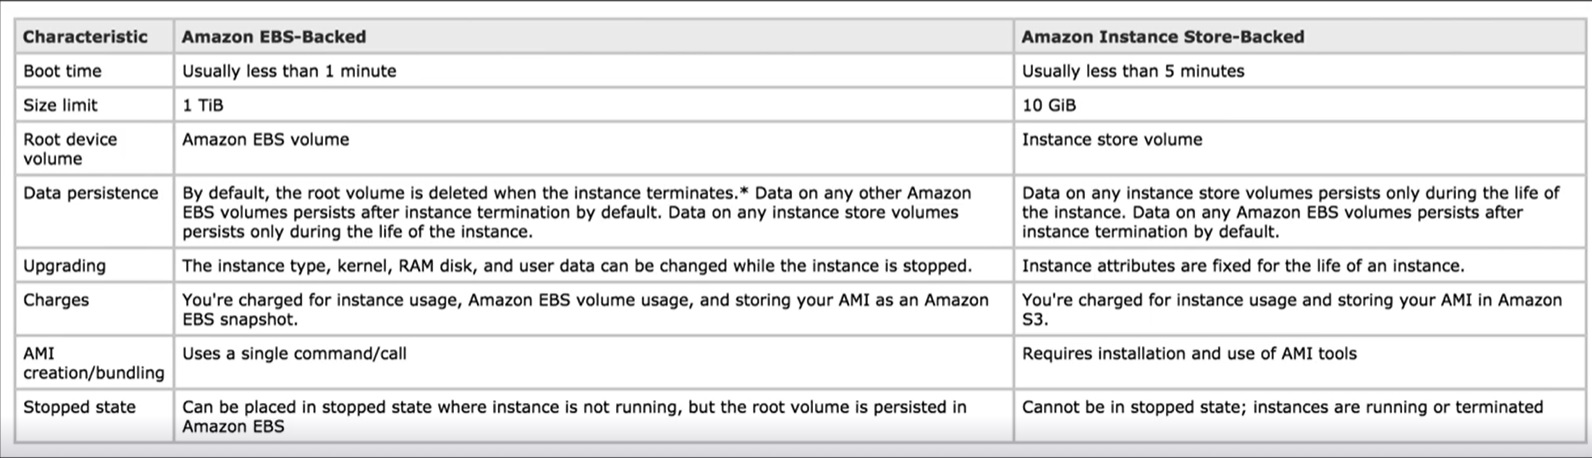 Characteristic Amazon EBS-Backed Amazon Instance Store-Backed
Boot time Usually less than 1 minute Usually less than 5 minutes
Size limit 1 TiB 10 GiB
Root device Amazon EBS volume Instance store volume
volume
Data persistence By default, the root volume is deleted when the instance terminates.* Data on any other Amazon Data on any instance store volumes persists only during the life of
EBS volumes persists after instance termination by default. Data on any instance store volumes the instance. Data on any Amazon EBS volumes persists after
persists only during the life of the instance. instance termination by default.
Upgrading The instance type, kernel, RAM disk, and user data can be changed while the instance is stopped. Instance attributes are fixed for the life of an instance.
Charges You're charged for instance usage, Amazon EBS volume usage, and storing your AMI as an Amazon You're charged for instance usage and storing your AMI in Amazon
EBS snapshot. S3.
AMI Uses a single command/call Requires installation and use of AMI tools
creation/bundling
Stopped state Can be placed in stopped state where instance is not running, but the root volume is persisted in Cannot be in stopped state; instances are running or terminated
Amazon EBS